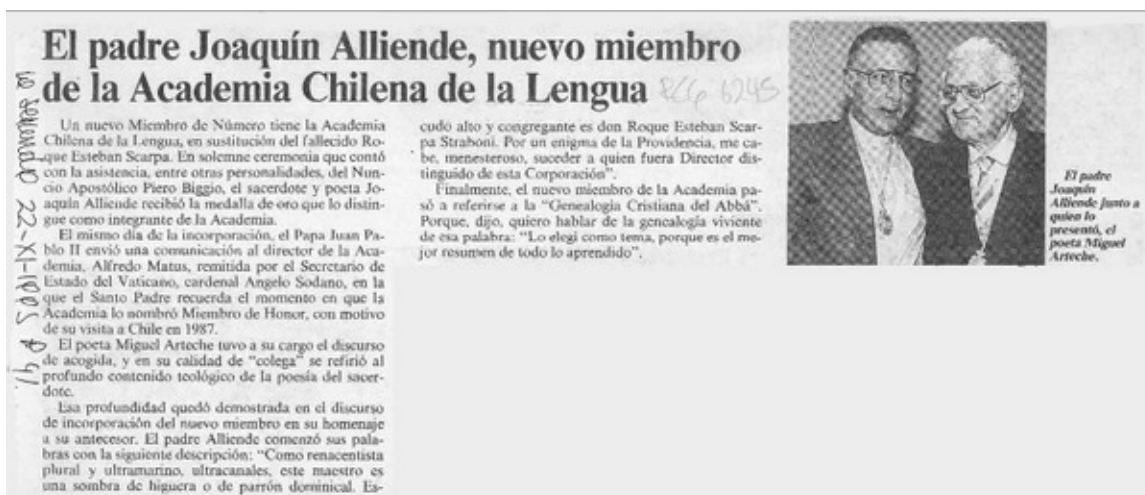 El padre Joaquín Alliende, nuevo miembro
de la Academia Chilena de la Lengua
RCG 6245
22-XI-1995 P 41.
Un nuevo Miembro de Número tiene la Academia
Chilena de la Lengua, en sustitución del fallecido Ro-
que Esteban Scarpa. En solemne ceremonia que contó
con la asistencia, entre otras personalidades, del Nun-
cio Apostólico Piero Biggio, el sacerdote y poeta Jo-
aquín Alliende recibió la medalla de oro que lo distin-
gue como integrante de la Academia.
El mismo día de la incorporación, el Papa Juan Pa-
blo II envió una comunicación al director de la Aca-
demia, Alfredo Matus, remitida por el Secretario de
Estado del Vaticano, cardenal Angelo Sodano, en la
que el Santo Padre recuerda el momento en que la
Academia lo nombró Miembro de Honor, con motivo
de su visita a Chile en 1987.
El poeta Miguel Arteche tuvo a su cargo el discurso
de acogida, y en su calidad de "colega" se refirió al
profundo contenido teológico de la poesía del sacer-
dote.
Esa profundidad quedó demostrada en el discurso
de incorporación del nuevo miembro en su homenaje
a su antecesor. El padre Alliende comenzó sus pala-
bras con la siguiente descripción: "Como renacentista
plural y ultramarino, ultracanales, este maestro es
una sombra de higuera o de parrón dominical. Es-
cudo alto y congregante es don Roque Esteban Scar-
pa Straboni. Por un enigma de la Providencia, me ca-
be, menesteroso, suceder a quien fuera Director dis-
tinguido de esta Corporación".
Finalmente, el nuevo miembro de la Academia pa-
só a referirse a la "Genealogía Cristiana del Abbá".
Porque, dijo, quiero hablar de la genealogía viviente
de esa palabra: "Lo elegí como tema, porque es el me-
jor resumen de todo lo aprendido".
El padre
Joaquín
Alliende junto a
quien lo
presentó, el
poeta Miguel
Arteche.